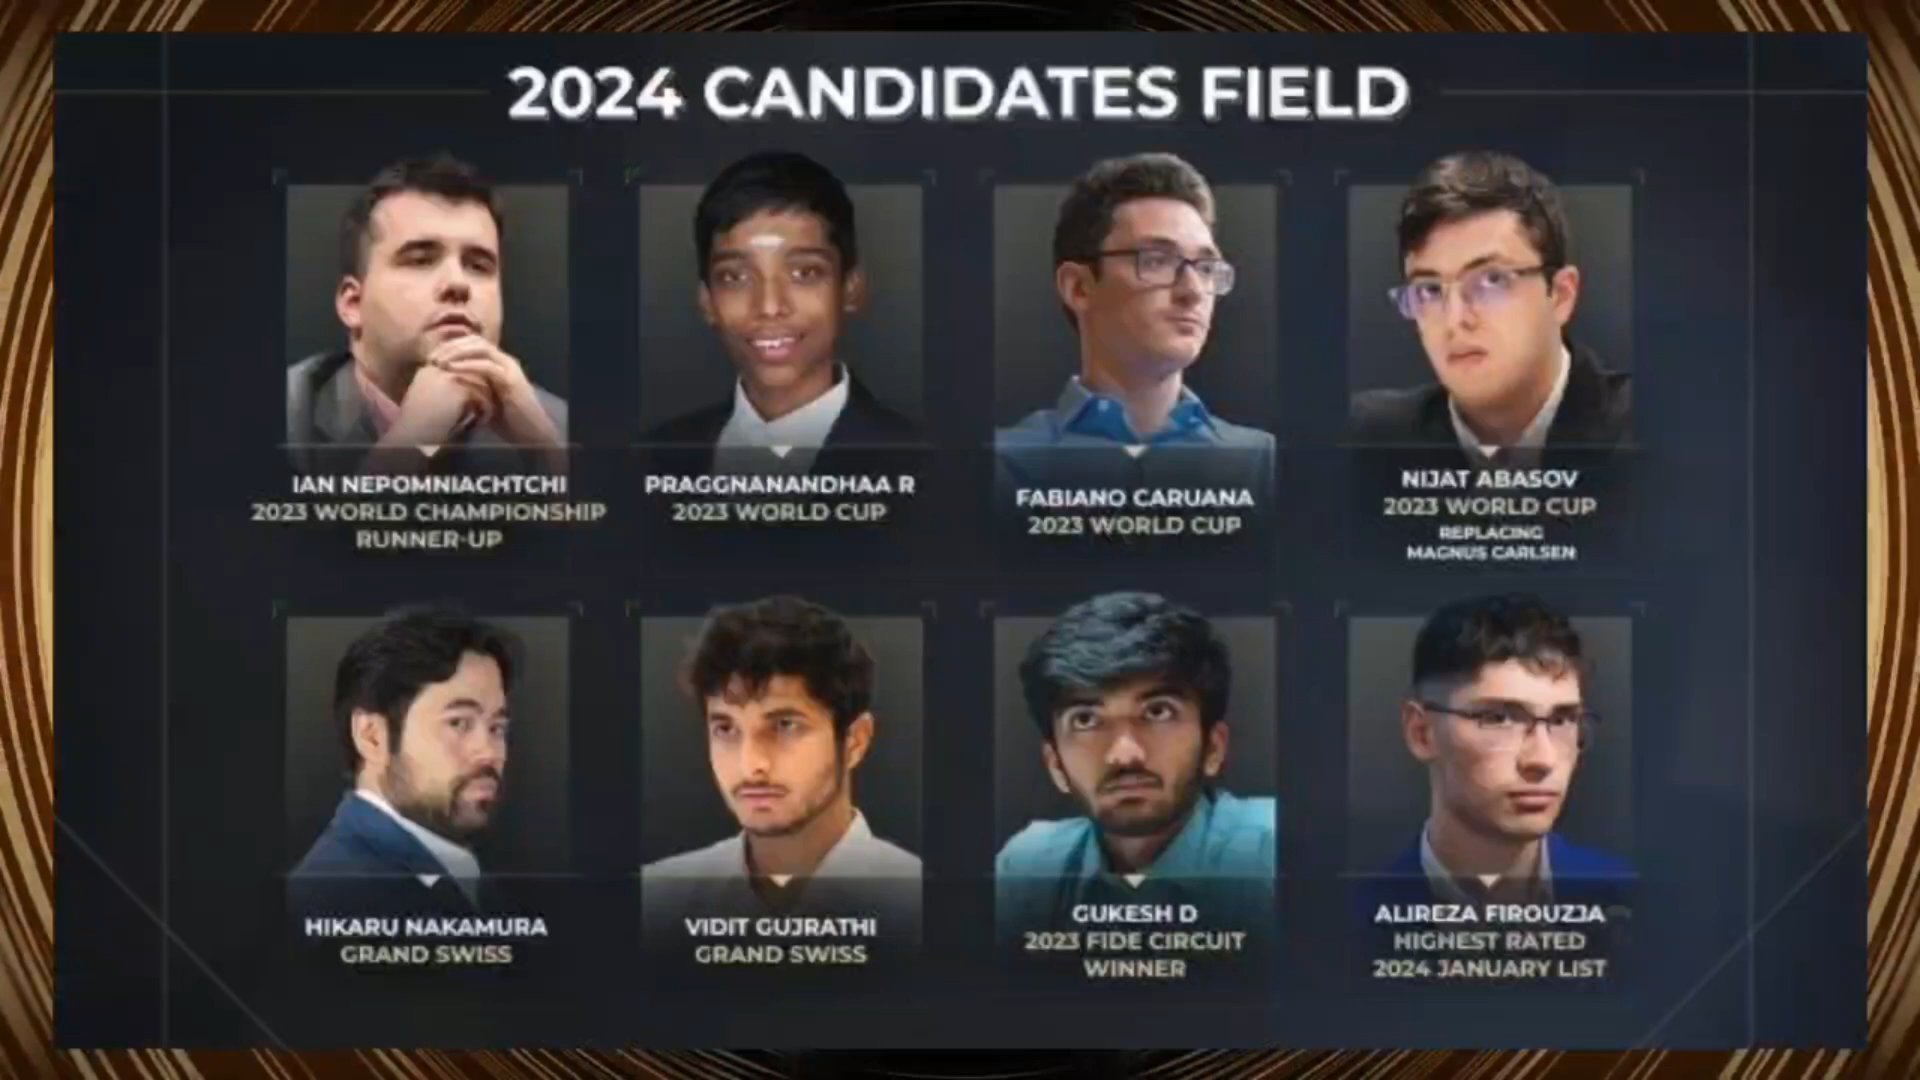 2024 CANDIDATES FIELD
IAN NEPOMNIACHTCHI
2023 WORLD CHAMPIONSHIP
RUNNER-UP
PRAGGNANANDHAA R
2023 WORLD CUP
FABIANO CARUANA
2023 WORLD CUP
NIJAT ABASOV
2023 WORLD CUP
REPLACING
MAGNUS CARLSEN
HIKARU NAKAMURA
GRAND SWISS
VIDIT GUJRATHI
GRAND SWISS
GUKESH D
2023 FIDE CIRCUIT
WINNER
ALIREZA FIROUZJA
HIGHEST RATED
2024 JANUARY LIST